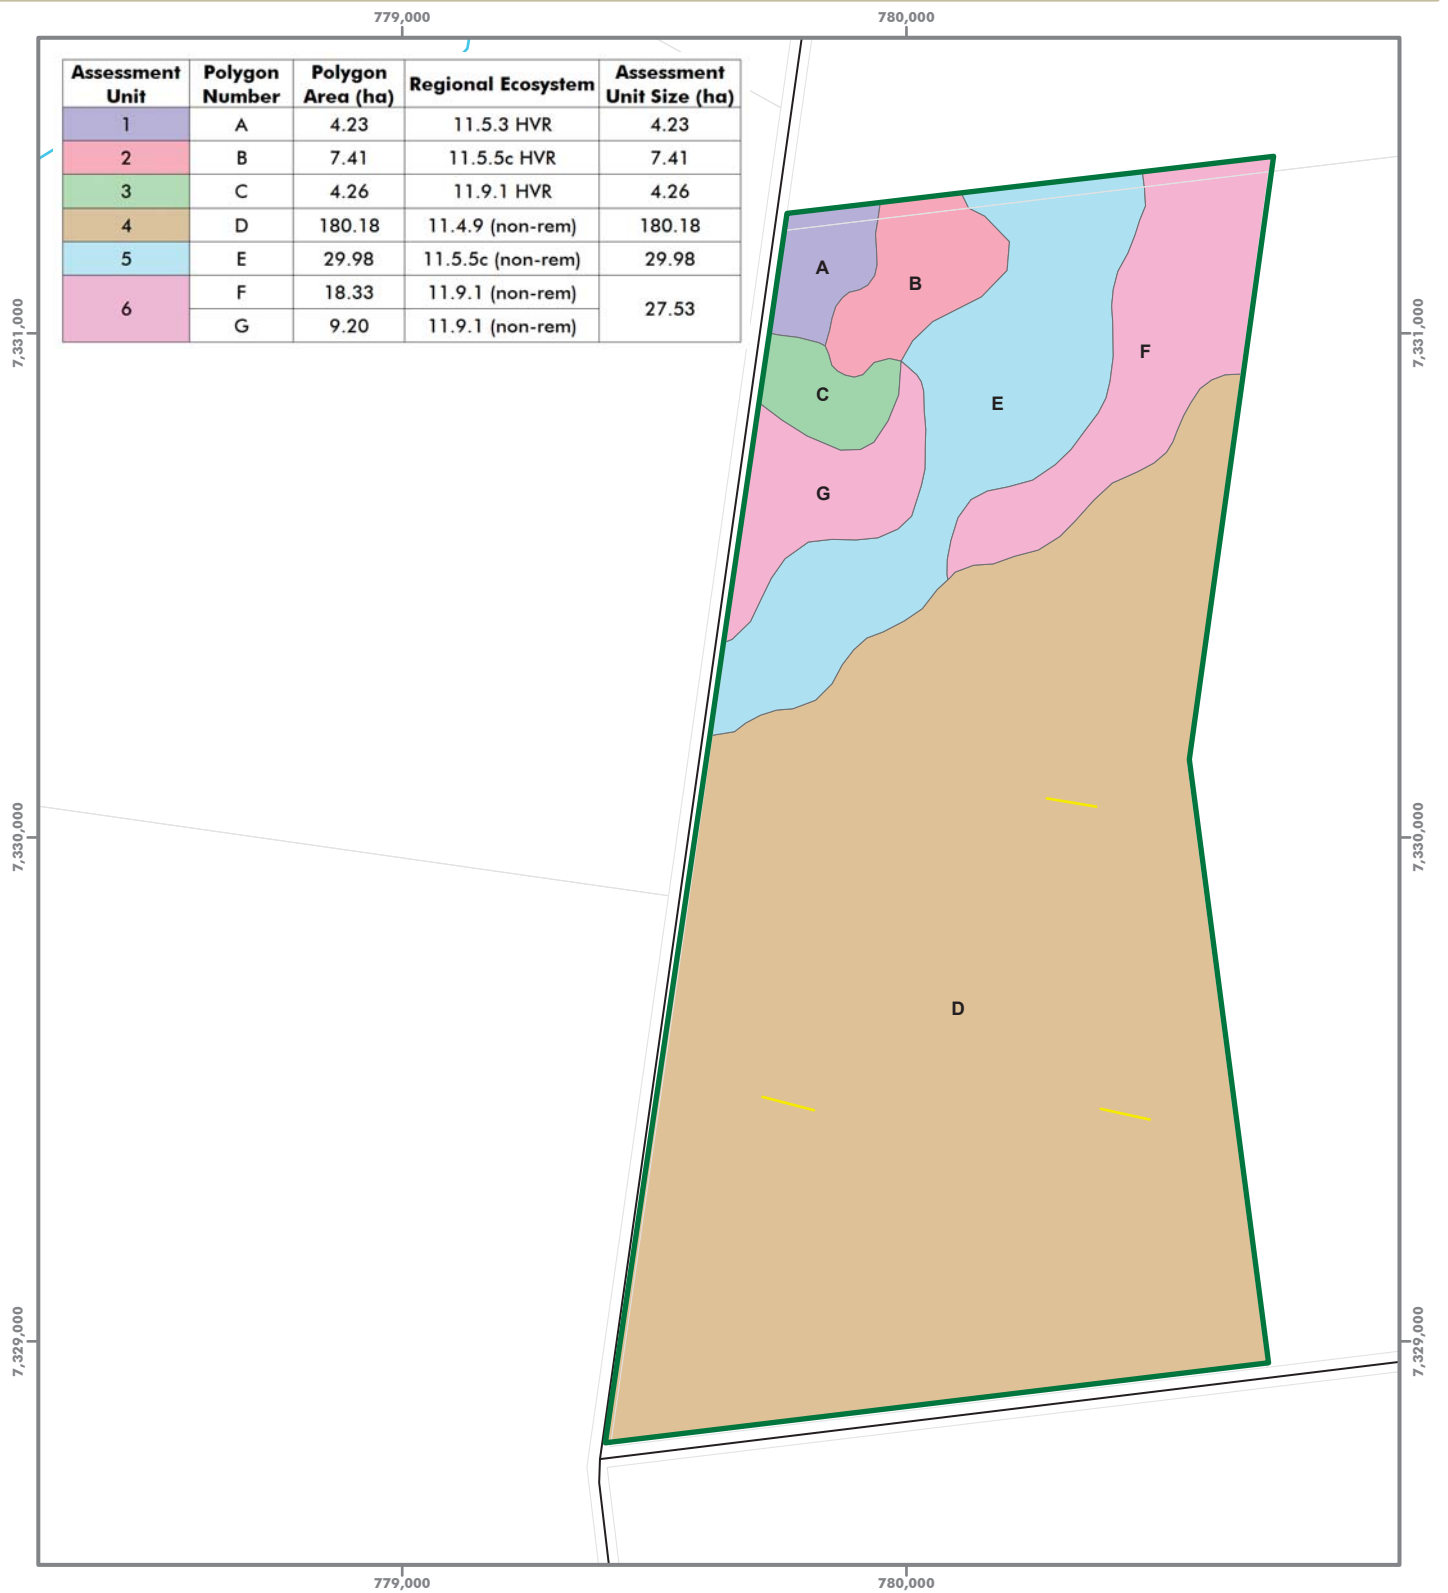 779,000 780,000
Assessment Unit Polygon Number Polygon Area (ha) Regional Ecosystem Assessment Unit Size (ha)
1 A 4.23 11.5.3 HVR 4.23
2 B 7.41 11.5.5c HVR 7.41
3 C 4.26 11.9.1 HVR 4.26
4 D 180.18 11.4.9 (non-rem) 180.18
5 E 29.98 11.5.5c (non-rem) 29.98
6 F 18.33 11.9.1 (non-rem) 27.53
G 9.20 11.9.1 (non-rem)
A
B
7,331,000 7,331,000
F
C
E
G
7,330,000 7,330,000
D
7,329,000 7,329,000
779,000 780,000